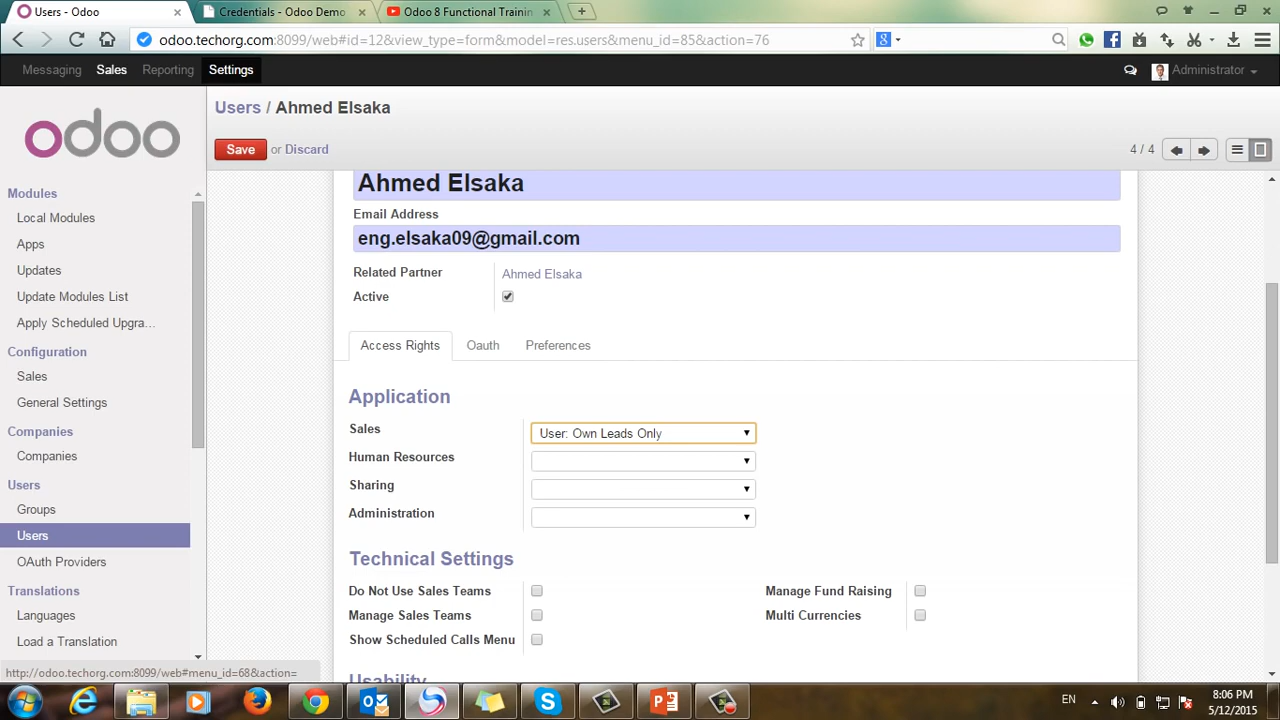 Users - Odoo
Credentials - Odoo Demo
Odoo 8 Functional Trainin
odoo.techorg.com:8099/web#id=12&view_type=form&model=res.users&menu_id=85&action=76
Messaging Sales Reporting Settings
Administrator
odoo
Users / Ahmed Elsaka
Save or Discard
4 / 4
Modules
Local Modules
Apps
Updates
Update Modules List
Apply Scheduled Upgra...
Configuration
Sales
General Settings
Companies
Companies
Users
Groups
Users
OAuth Providers
Translations
Languages
Load a Translation
Ahmed Elsaka
Email Address
eng.elsaka09@gmail.com
Related Partner Ahmed Elsaka
Active
Access Rights Oauth Preferences
Application
Sales User: Own Leads Only
Human Resources
Sharing
Administration
Technical Settings
Do Not Use Sales Teams Manage Fund Raising
Manage Sales Teams Multi Currencies
Show Scheduled Calls Menu
Usability
http://odoo.techorg.com:8099/web#menu_id=68&action=
EN
8:06 PM
5/12/2015